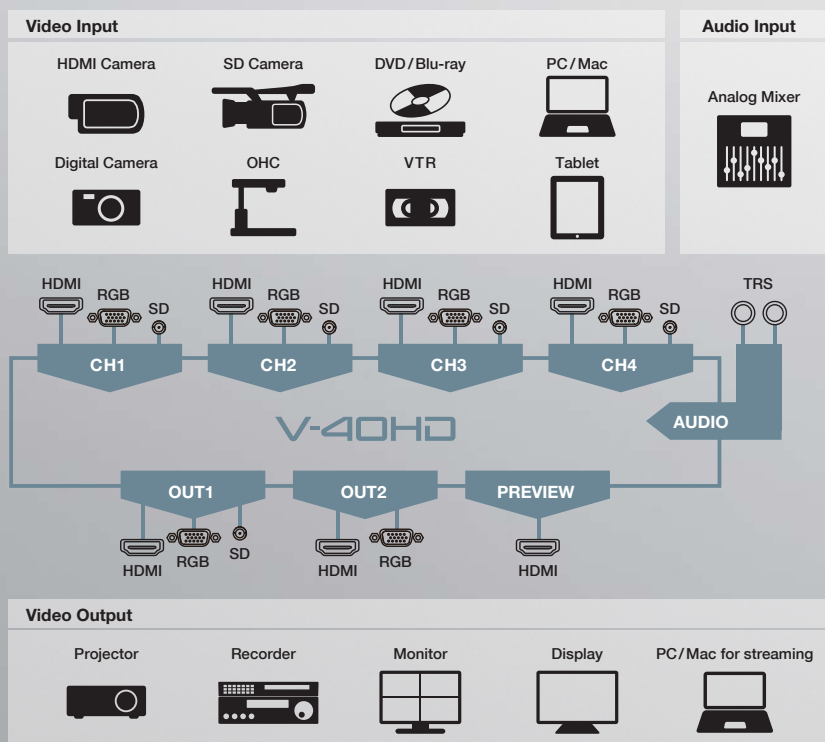 Video Input
Audio Input
HDMI Camera
SD Camera
DVD/Blu-ray
PC/Mac
Analog Mixer
Digital Camera
OHC
VTR
Tablet
HDMI
RGB
SD
HDMI
RGB
SD
HDMI
RGB
SD
HDMI
RGB
SD
TRS
CH1
CH2
CH3
CH4
V-40HD
AUDIO
OUT1
OUT2
PREVIEW
HDMI
RGB
SD
HDMI
RGB
HDMI
Video Output
Projector
Recorder
Monitor
Display
PC/Mac for streaming